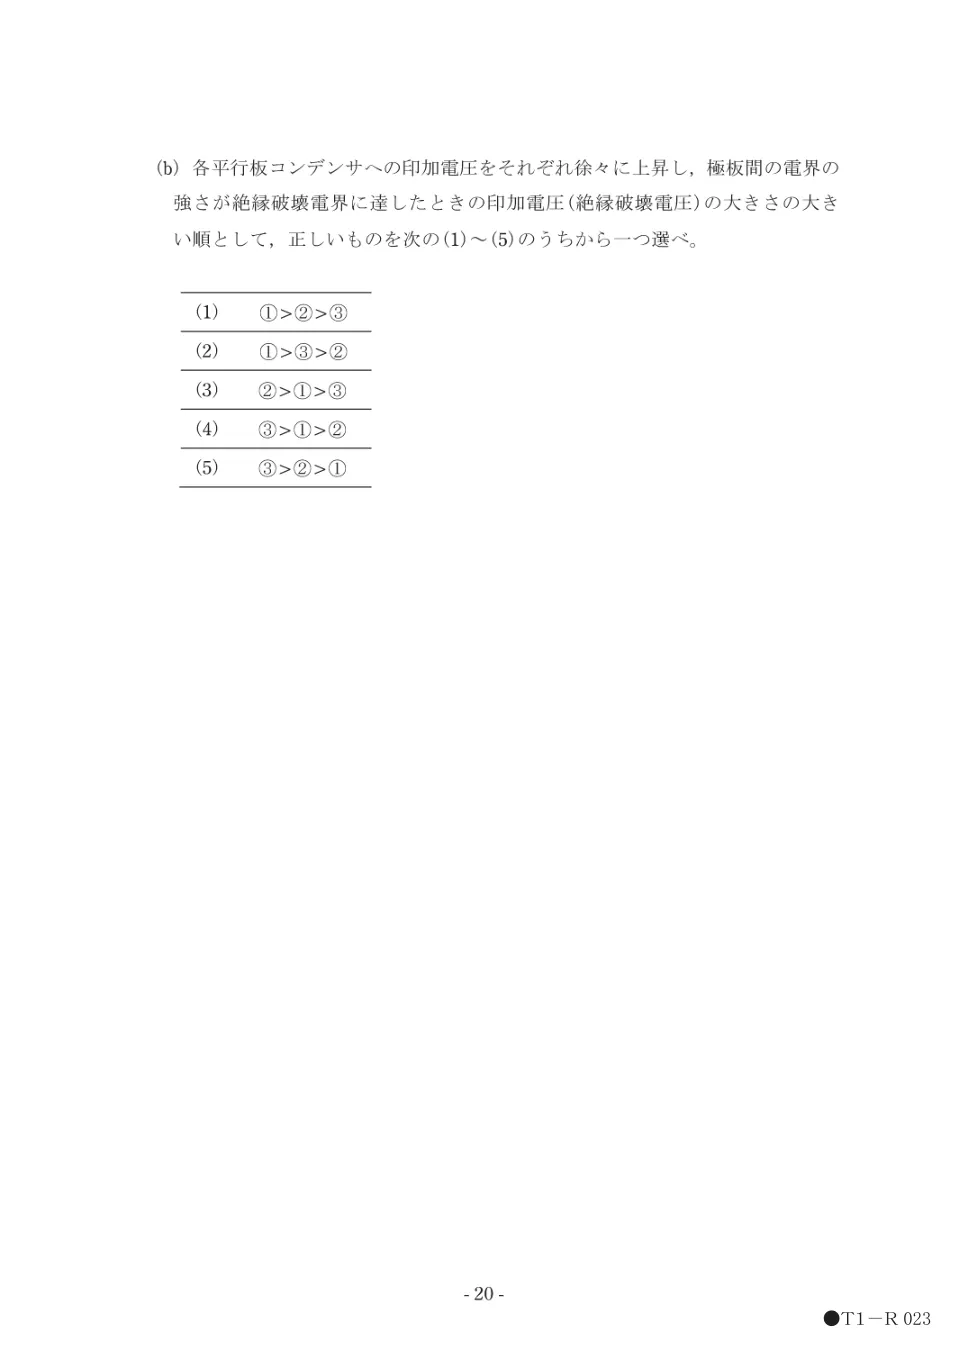 (b) 各平行板コンデンサへの印加電圧をそれぞれ徐々に上昇し，極板間の電界の
強さが絶縁破壊電界に達したときの印加電圧(絶縁破壊電圧)の大きさの大き
い順として，正しいものを次の(1)～(5)のうちから一つ選べ。
(1) ①>②>③
(2) ①>③>②
(3) ②>①>③
(4) ③>①>②
(5) ③>②>①
- 20 -
●T1－R 023